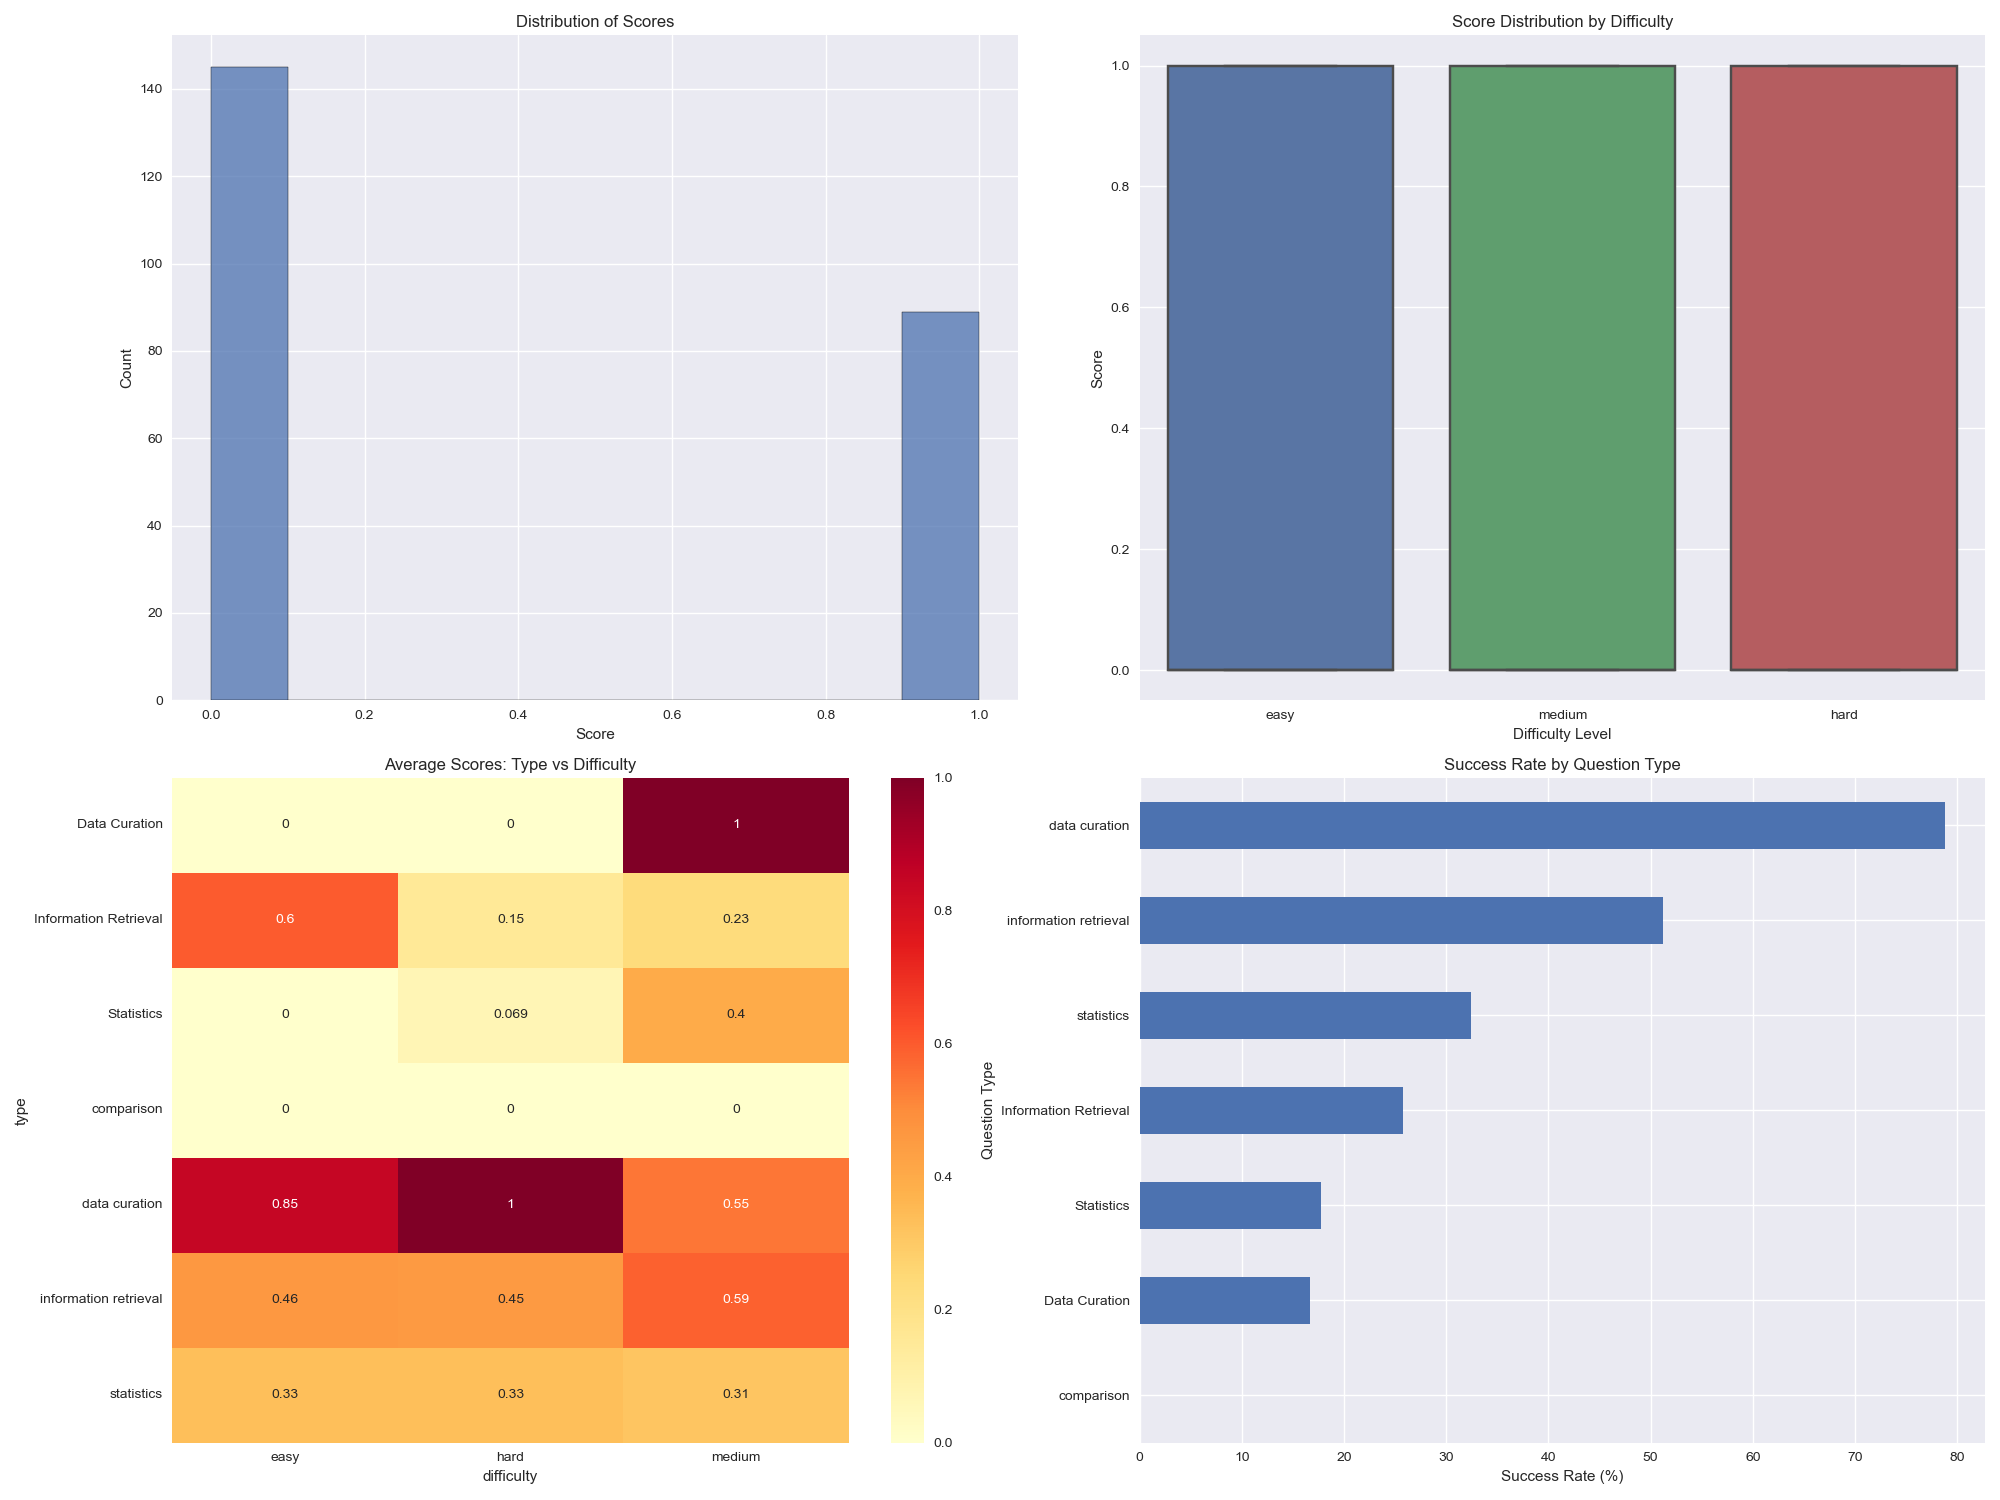 Distribution of Scores
140
120
100
80
60
40
20
0
Count
0.0 0.2 0.4 0.6 0.8 1.0
Score
Score Distribution by Difficulty
1.0
0.8
0.6
0.4
0.2
0.0
Score
easy medium hard
Difficulty Level
Average Scores: Type vs Difficulty
type
Data Curation 0 0 1
Information Retrieval 0.6 0.15 0.23
Statistics 0 0.069 0.4
comparison 0 0 0
data curation 0.85 1 0.55
information retrieval 0.46 0.45 0.59
statistics 0.33 0.33 0.31
easy hard medium
difficulty
1.0
0.8
0.6
0.4
0.2
0.0
Success Rate by Question Type
Question Type
data curation
information retrieval
statistics
Information Retrieval
Statistics
Data Curation
comparison
0 10 20 30 40 50 60 70 80
Success Rate (%)